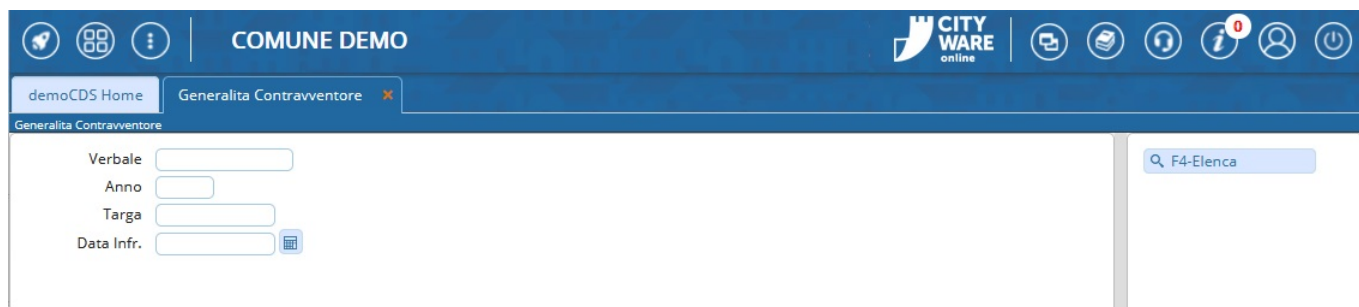 COMUNE DEMO
CITY
WARE
online
i
0
demoCDS Home
Generalita Contravventore
Generalita Contravventore
Verbale
F4-Elenca
Anno
Targa
Data Infr.